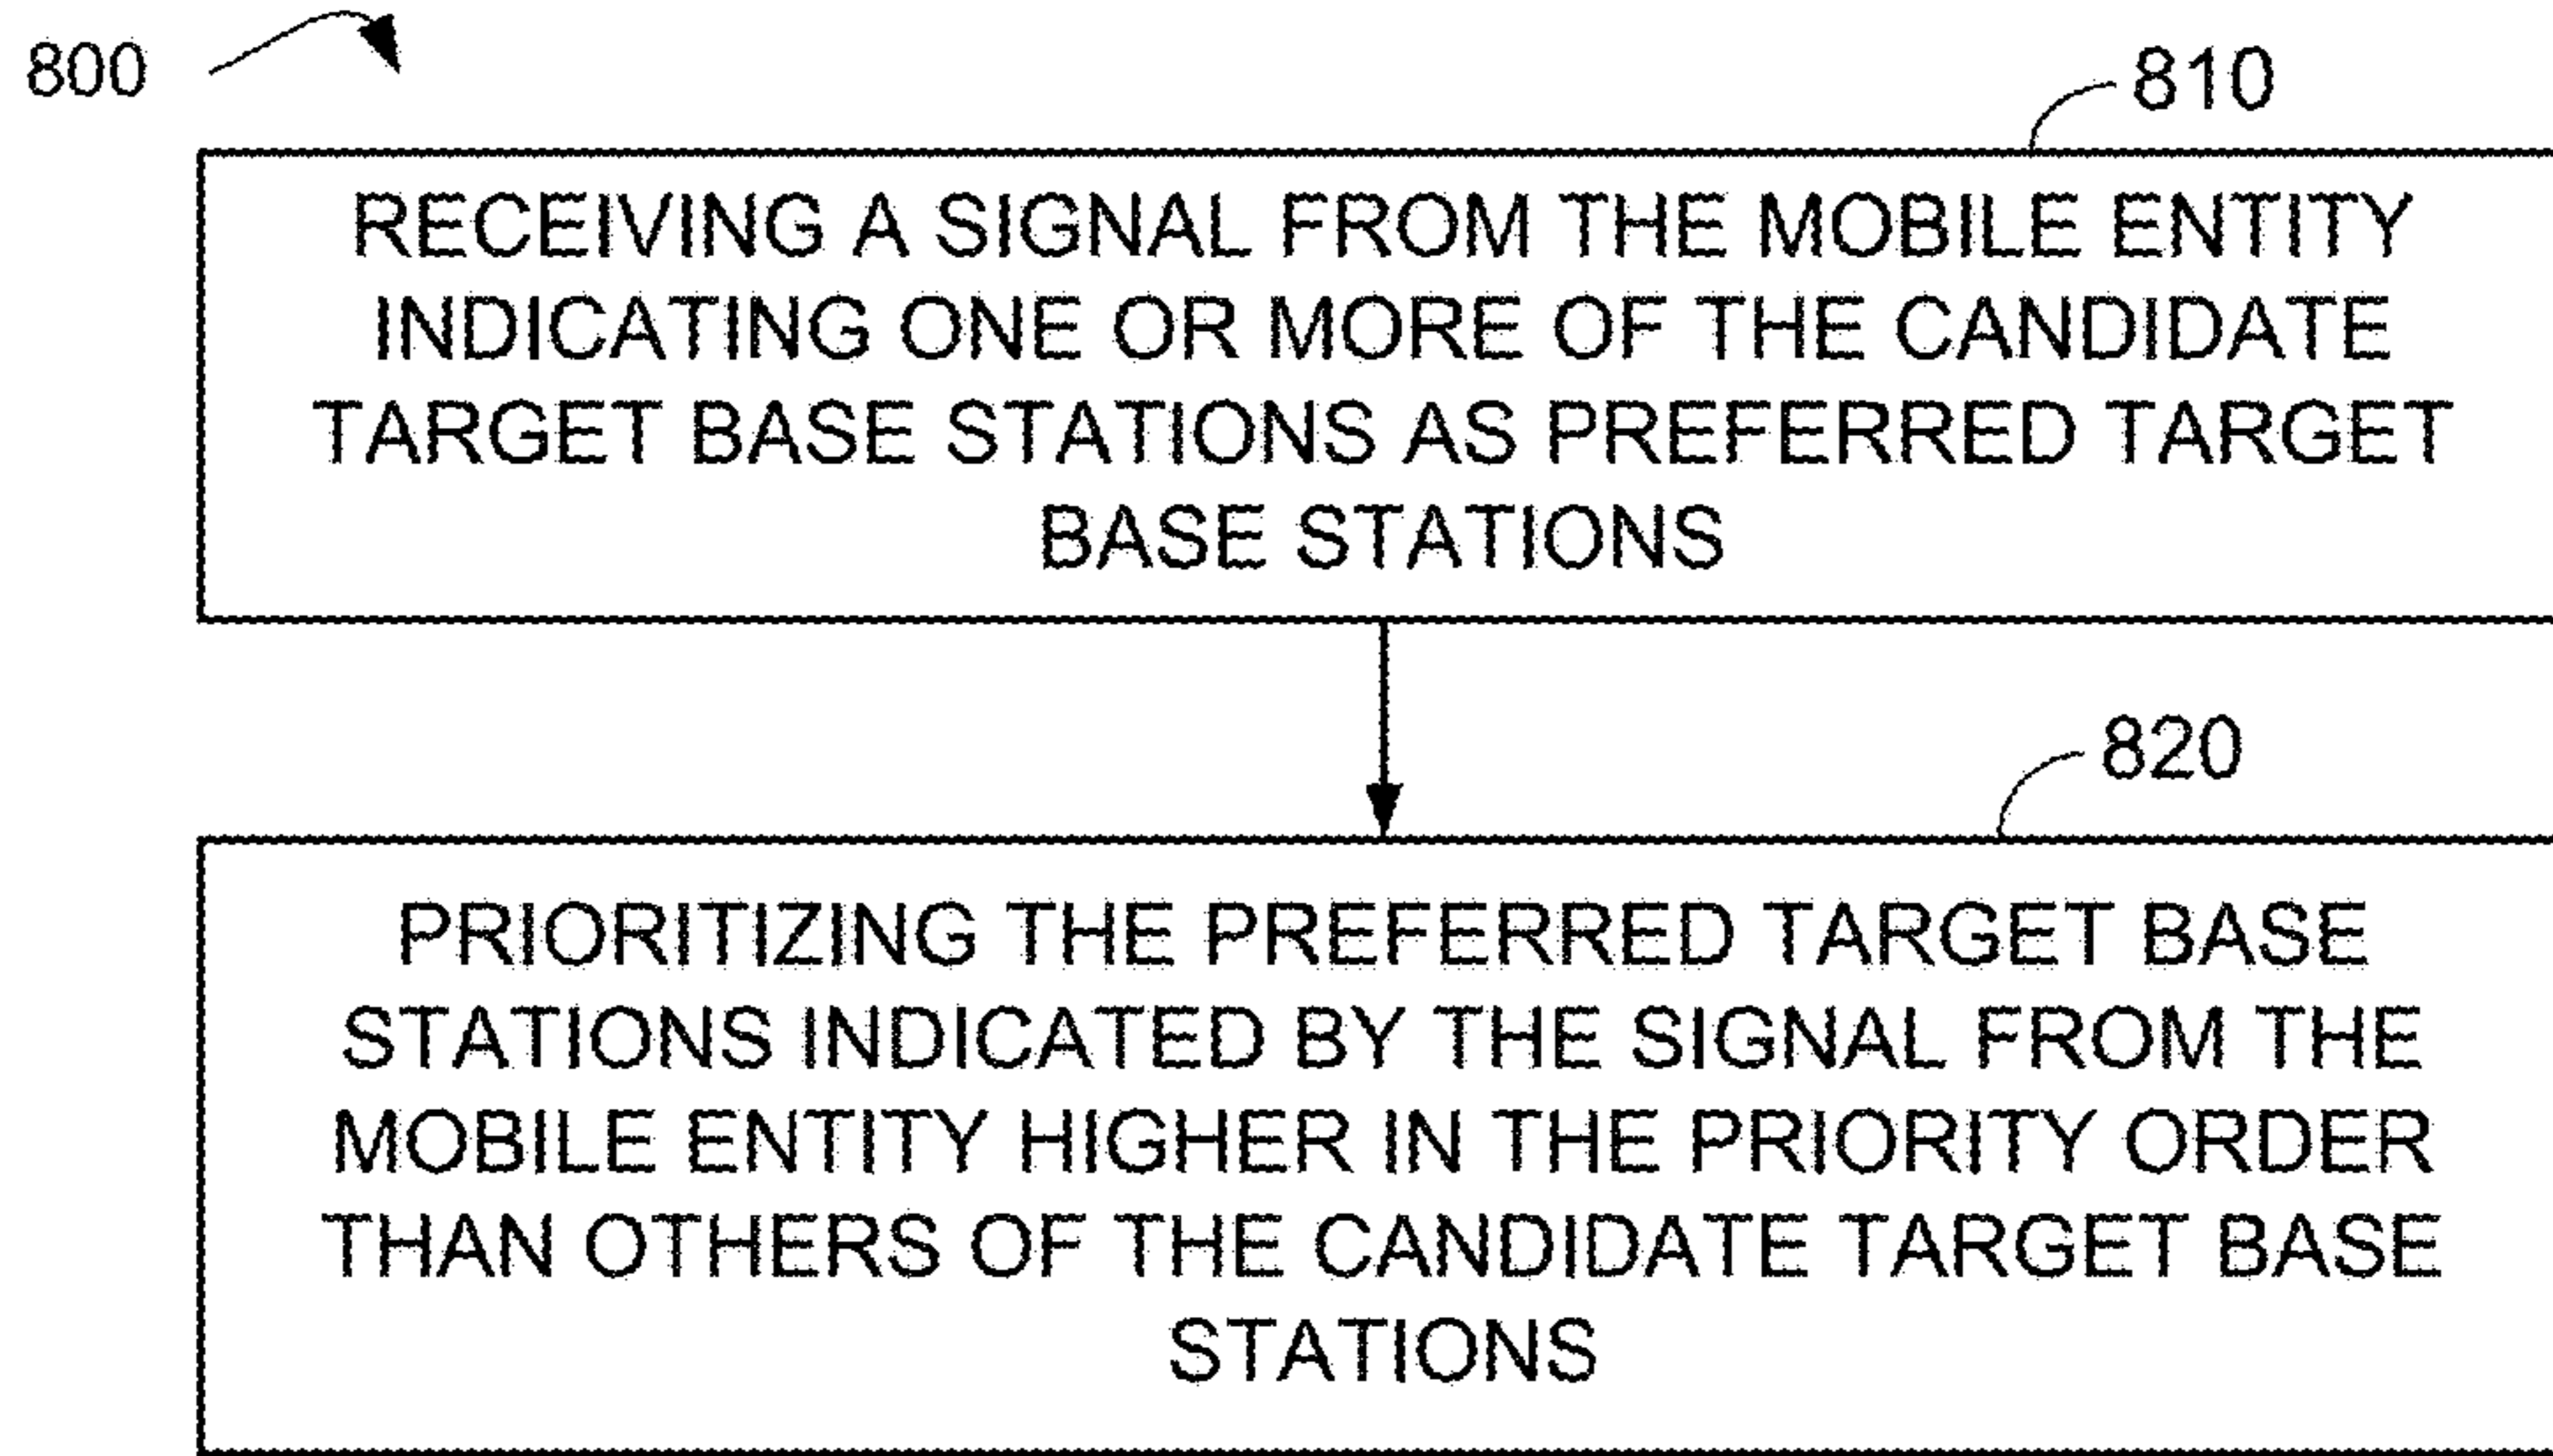 800
810
RECEIVING A SIGNAL FROM THE MOBILE ENTITY
INDICATING ONE OR MORE OF THE CANDIDATE
TARGET BASE STATIONS AS PREFERRED TARGET
BASE STATIONS
820
PRIORITIZING THE PREFERRED TARGET BASE
STATIONS INDICATED BY THE SIGNAL FROM THE
MOBILE ENTITY HIGHER IN THE PRIORITY ORDER
THAN OTHERS OF THE CANDIDATE TARGET BASE
STATIONS